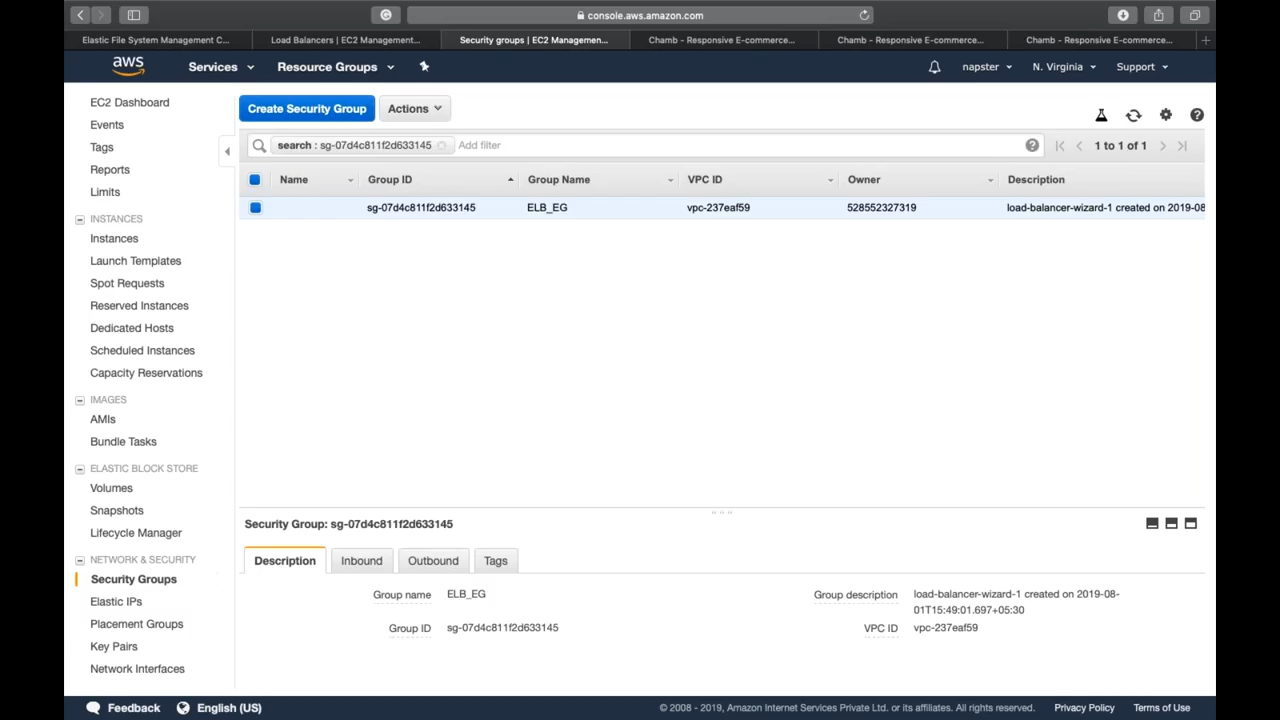 console.aws.amazon.com
Elastic File System Management C... Load Balancers | EC2 Management... Security groups | EC2 Managemen... Chamb - Responsive E-commerce... Chamb - Responsive E-commerce... Chamb - Responsive E-commerce...
aws Services Resource Groups napster N. Virginia Support
EC2 Dashboard
Events
Tags
Reports
Limits
INSTANCES
Instances
Launch Templates
Spot Requests
Reserved Instances
Dedicated Hosts
Scheduled Instances
Capacity Reservations
IMAGES
AMIs
Bundle Tasks
ELASTIC BLOCK STORE
Volumes
Snapshots
Lifecycle Manager
NETWORK & SECURITY
Security Groups
Elastic IPs
Placement Groups
Key Pairs
Network Interfaces
Create Security Group Actions
search : sg-07d4c811f2d633145 Add filter 1 to 1 of 1
Name Group ID Group Name VPC ID Owner Description
sg-07d4c811f2d633145 ELB_EG vpc-237eaf59 528552327319 load-balancer-wizard-1 created on 2019-08
Security Group: sg-07d4c811f2d633145
Description Inbound Outbound Tags
Group name ELB_EG Group description load-balancer-wizard-1 created on 2019-08-
01T15:49:01.697+05:30
Group ID sg-07d4c811f2d633145 VPC ID vpc-237eaf59
Feedback English (US) © 2008 - 2019, Amazon Internet Services Private Ltd. or its affiliates. All rights reserved. Privacy Policy Terms of Use